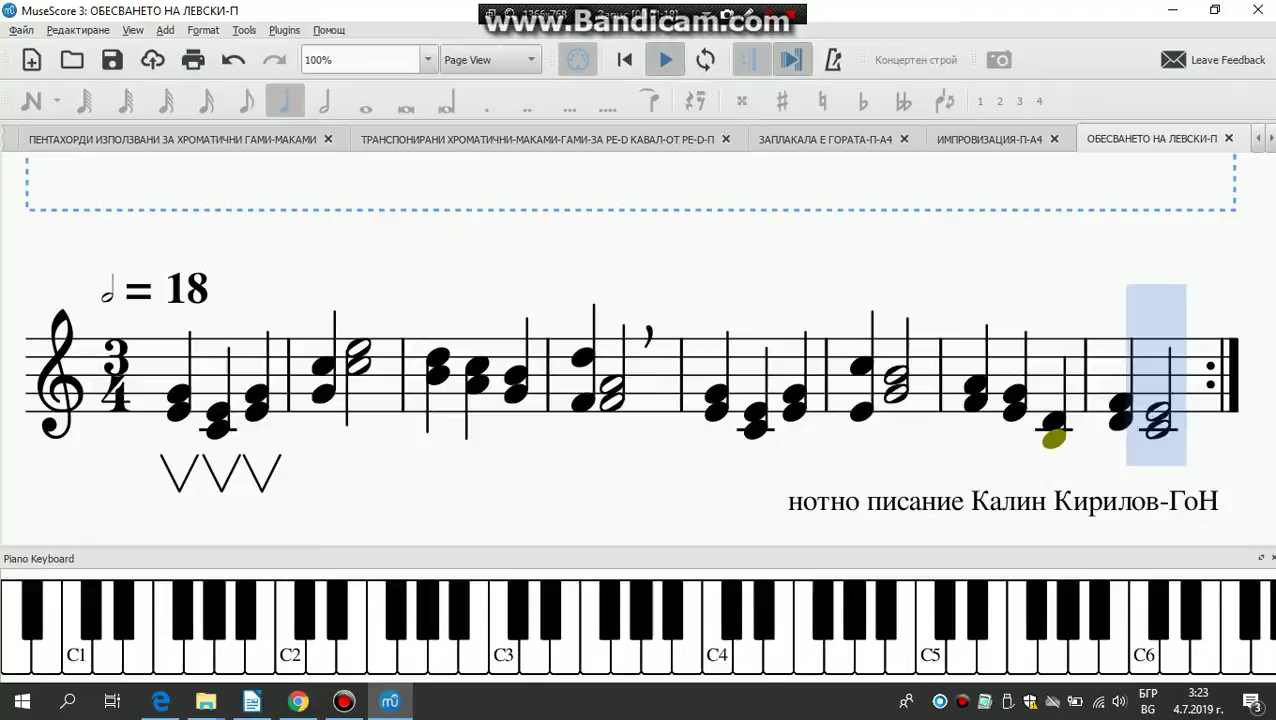 MuseScore 3: ОБЕСВАНЕТО НА ЛЕВСКИ-П
www.Bandicam.com
Файл Редактиране View Add Format Tools Plugins Помощ
100% Page View Концертен строй Leave Feedback
1 2 3 4
ПЕНТАХОРДИ ИЗПОЛЗВАНИ ЗА ХРОМАТИЧНИ ГАМИ-МАКАМИ ТРАНСПОНИРАНИ ХРОМАТИЧНИ-МАКАМИ-ГАМИ-ЗА РЕ-D КАВАЛ-ОТ РЕ-D-П ЗАПЛАКАЛА Е ГОРАТА-П-А4 ИМПРОВИЗАЦИЯ-П-А4 ОБЕСВАНЕТО НА ЛЕВСКИ-П
= 18
3
4
нотно писание Калин Кирилов-ГоН
Piano Keyboard
C1 C2 C3 C4 C5 C6
БГР 3:23
BG 4.7.2019 г. 3